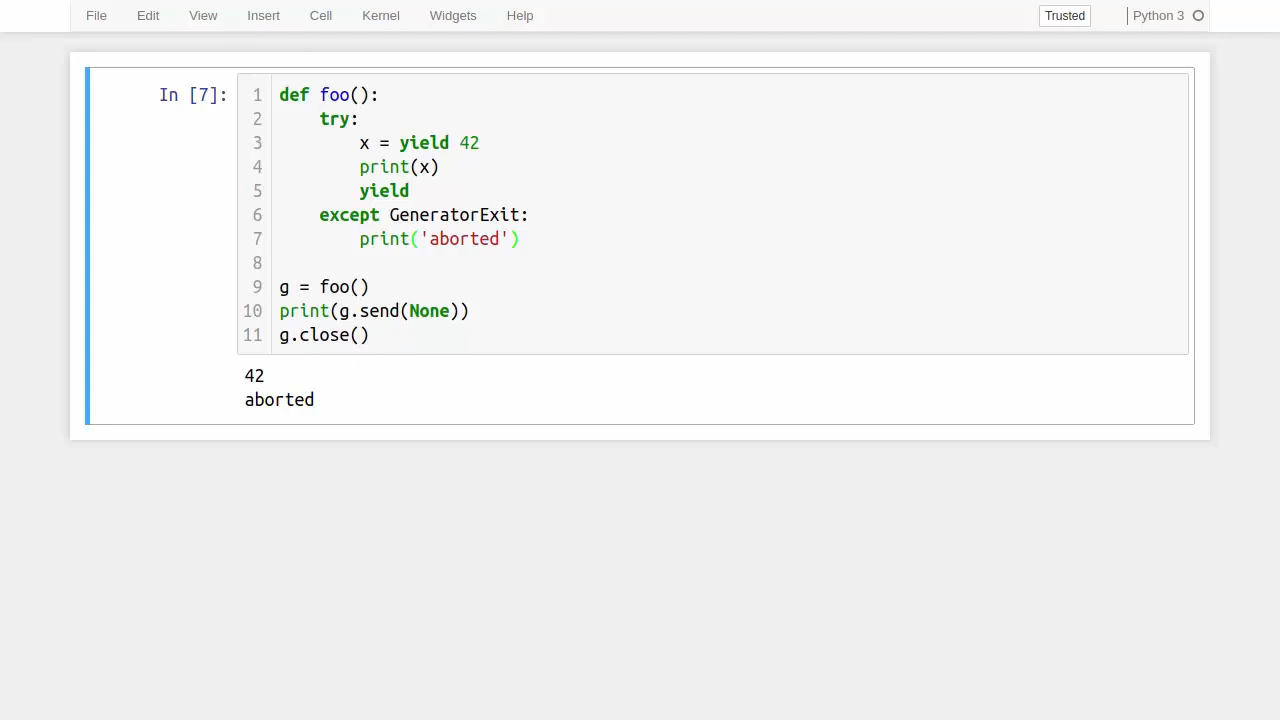 File Edit View Insert Cell Kernel Widgets Help Trusted Python 3
In [7]:
1 def foo():
2     try:
3         x = yield 42
4         print(x)
5         yield
6     except GeneratorExit:
7         print('aborted')
8
9 g = foo()
10 print(g.send(None))
11 g.close()
42
aborted